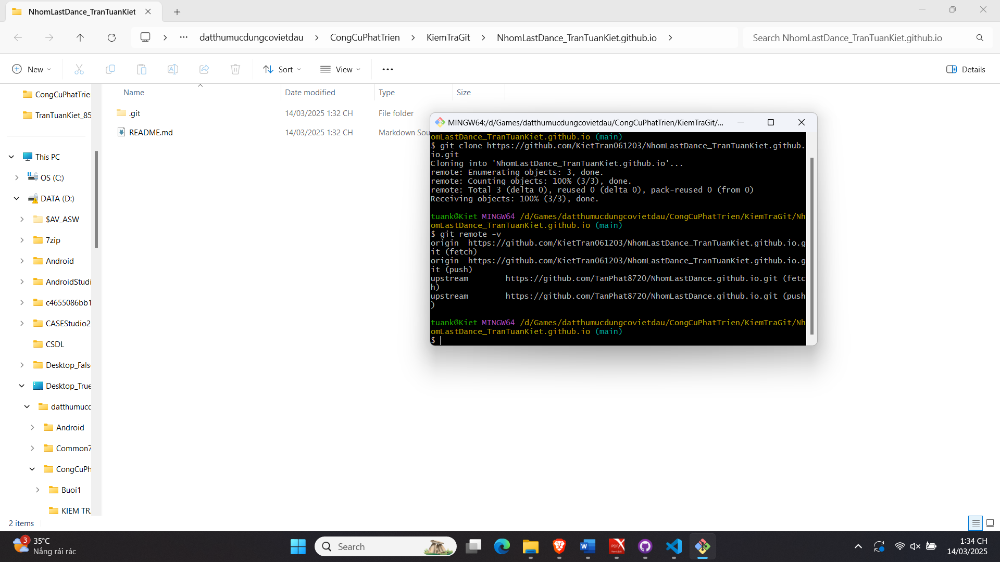 NhomLastDance_TranTuanKiet
datthumucdungcovietdau
CongCuPhatTrien
KiemTraGit
NhomLastDance_TranTuanKiet.github.io
Search NhomLastDance_TranTuanKiet.github.io
New
Sort
View
Details
Name
Date modified
Type
Size
.git
14/03/2025 1:32 CH
File folder
README.md
14/03/2025 1:32 CH
Markdown Sou
CongCuPhatTrie
TranTuanKiet_85
This PC
OS (C:)
DATA (D:)
$AV_ASW
7zip
Android
AndroidStudi
c4655086bb1
CASEStudio2
CSDL
Desktop_Fals
Desktop_True
datthumucd
Android
Common7
CongCuPh
Buoi1
KIEM TR
2 items
MINGW64:/d/Games/datthumucdungcovietdau/CongCuPhatTrien/KiemTraGit/...
omLastDance_TranTuanKiet.github.io (main)
$ git clone https://github.com/KietTran061203/NhomLastDance_TranTuanKiet.github.
io.git
Cloning into 'NhomLastDance_TranTuanKiet.github.io'...
remote: Enumerating objects: 3, done.
remote: Counting objects: 100% (3/3), done.
remote: Total 3 (delta 0), reused 0 (delta 0), pack-reused 0 (from 0)
Receiving objects: 100% (3/3), done.
tuank@Kiet MINGW64 /d/Games/datthumucdungcovietdau/CongCuPhatTrien/KiemTraGit/Nh
omLastDance_TranTuanKiet.github.io (main)
$ git remote -v
origin  https://github.com/KietTran061203/NhomLastDance_TranTuanKiet.github.io.g
it (fetch)
origin  https://github.com/KietTran061203/NhomLastDance_TranTuanKiet.github.io.g
it (push)
upstream        https://github.com/TanPhat8720/NhomLastDance.github.io.git (fetc
h)
upstream        https://github.com/TanPhat8720/NhomLastDance.github.io.git (push
)
tuank@Kiet MINGW64 /d/Games/datthumucdungcovietdau/CongCuPhatTrien/KiemTraGit/Nh
omLastDance_TranTuanKiet.github.io (main)
$
3
35°C
Nắng rải rác
Search
1:34 CH
14/03/2025